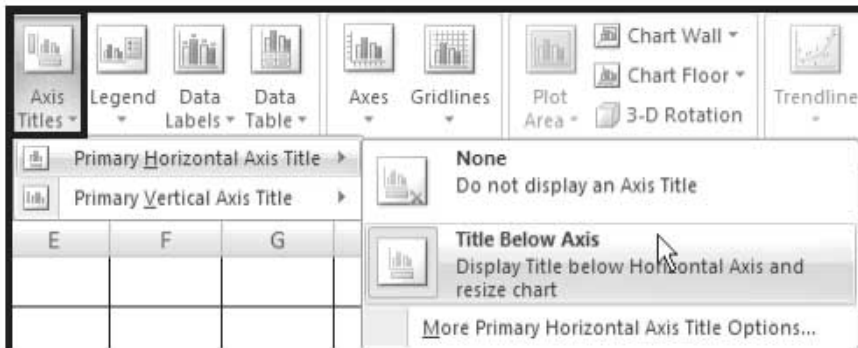 Axis Titles
Legend
Data Labels
Data Table
Axes
Gridlines
Plot Area
Chart Wall
Chart Floor
3-D Rotation
Trendline
Primary Horizontal Axis Title
Primary Vertical Axis Title
E F G
None
Do not display an Axis Title
Title Below Axis
Display Title below Horizontal Axis and
resize chart
More Primary Horizontal Axis Title Options...